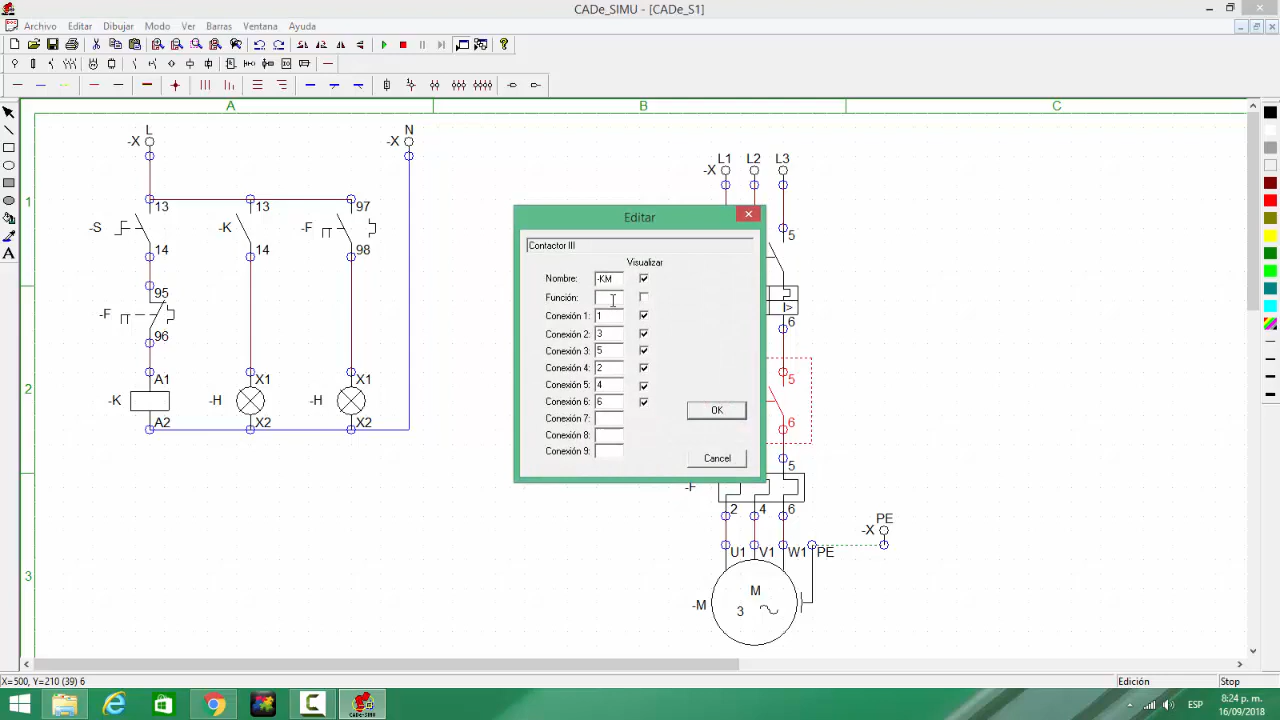 CADe_SIMU - [CADe_S1]
Archivo Editar Dibujar Modo Ver Barras Ventana Ayuda
A B C
1
2
3
L
-X
N
-X
13
-S
14
13
-K
14
97
-F
98
95
-F
96
A1
-K
A2
X1
-H
X2
X1
-H
X2
L1 L2 L3
-X
5
I>
6
5
6
5
-F
2 4 6
U1 V1 W1 PE
PE
-X
M
3
-M
Editar
Contactor III
Visualizar
Nombre: -KM
Función:
Conexión 1: 1
Conexión 2: 3
Conexión 3: 5
Conexión 4: 2
Conexión 5: 4
Conexión 6: 6
Conexión 7:
Conexión 8:
Conexión 9:
OK
Cancel
X=500, Y=210 (39) 6
Edición
Stop
ESP
8:24 p. m.
16/09/2018